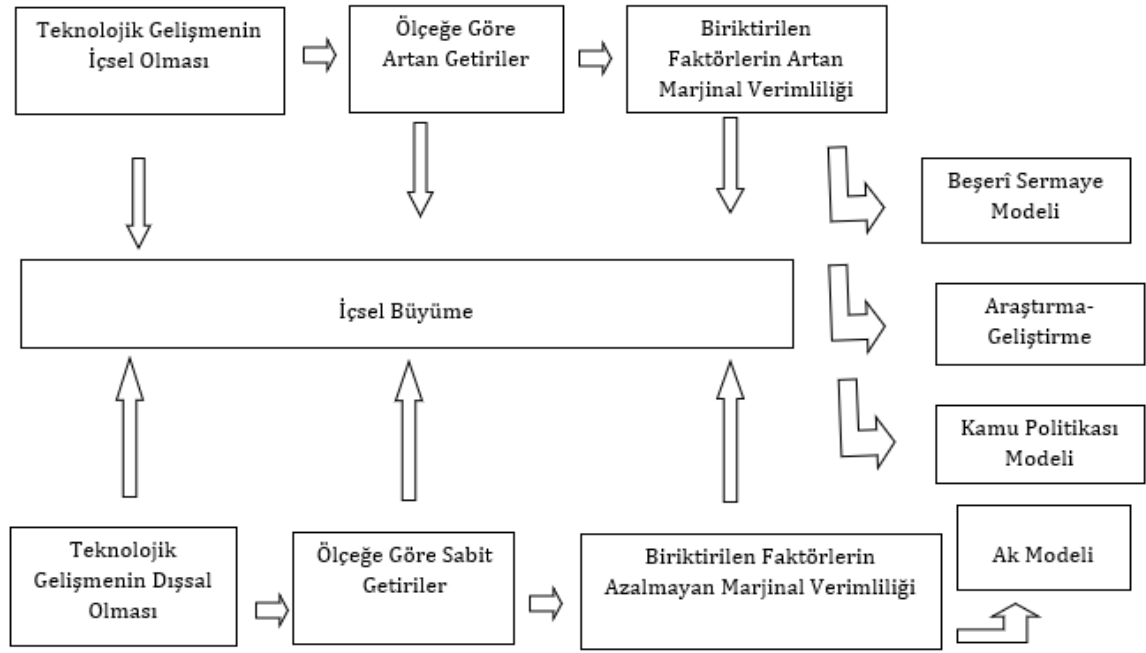 Teknolojik Gelişmenin
İçsel Olması
Ölçeğe Göre
Artan Getiriler
Biriktirilen
Faktörlerin Artan
Marjinal Verimliliği
Beşerî Sermaye
Modeli
İçsel Büyüme
Araştırma-
Geliştirme
Kamu Politikası
Modeli
Teknolojik
Gelişmenin Dışsal
Olması
Ölçeğe Göre Sabit
Getiriler
Biriktirilen Faktörlerin
Azalmayan Marjinal Verimliliği
Ak Modeli